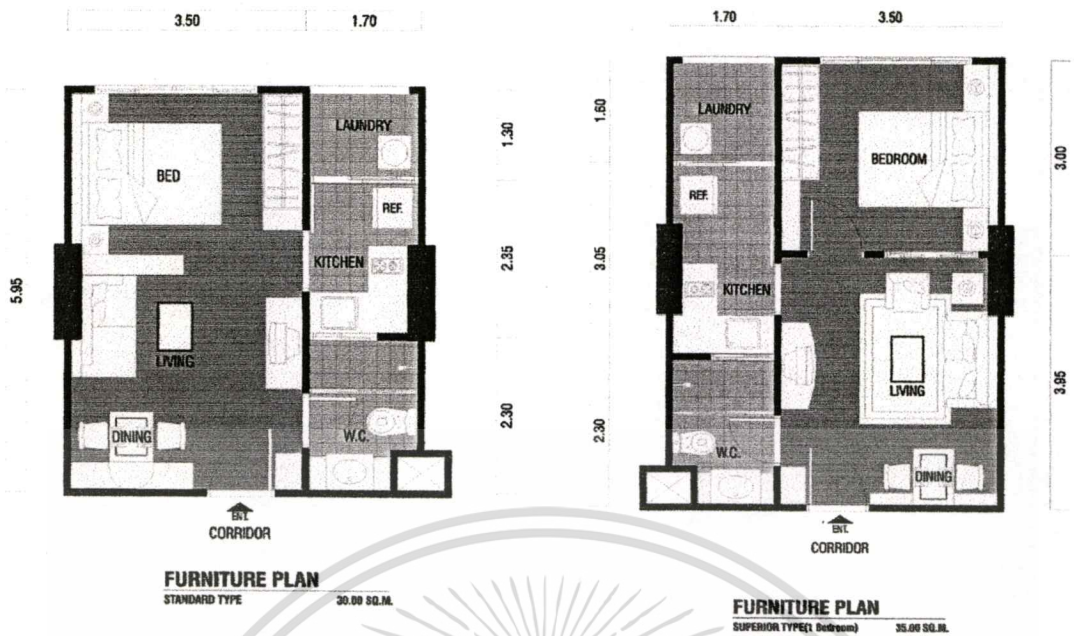 3.50 1.70
5.95
BED
LAUNDRY
REF.
KITCHEN
LIVING
DINING
W.C.
1.30
2.35
2.30
ENT.
CORRIDOR
FURNITURE PLAN
STANDARD TYPE 30.00 SQ.M.
1.70 3.50
1.60
3.05
2.30
LAUNDRY
BEDROOM
REF.
KITCHEN
LIVING
W.C.
DINING
3.00
3.95
ENT.
CORRIDOR
FURNITURE PLAN
SUPERIOR TYPE(1 Bedroom) 35.00 SQ.M.